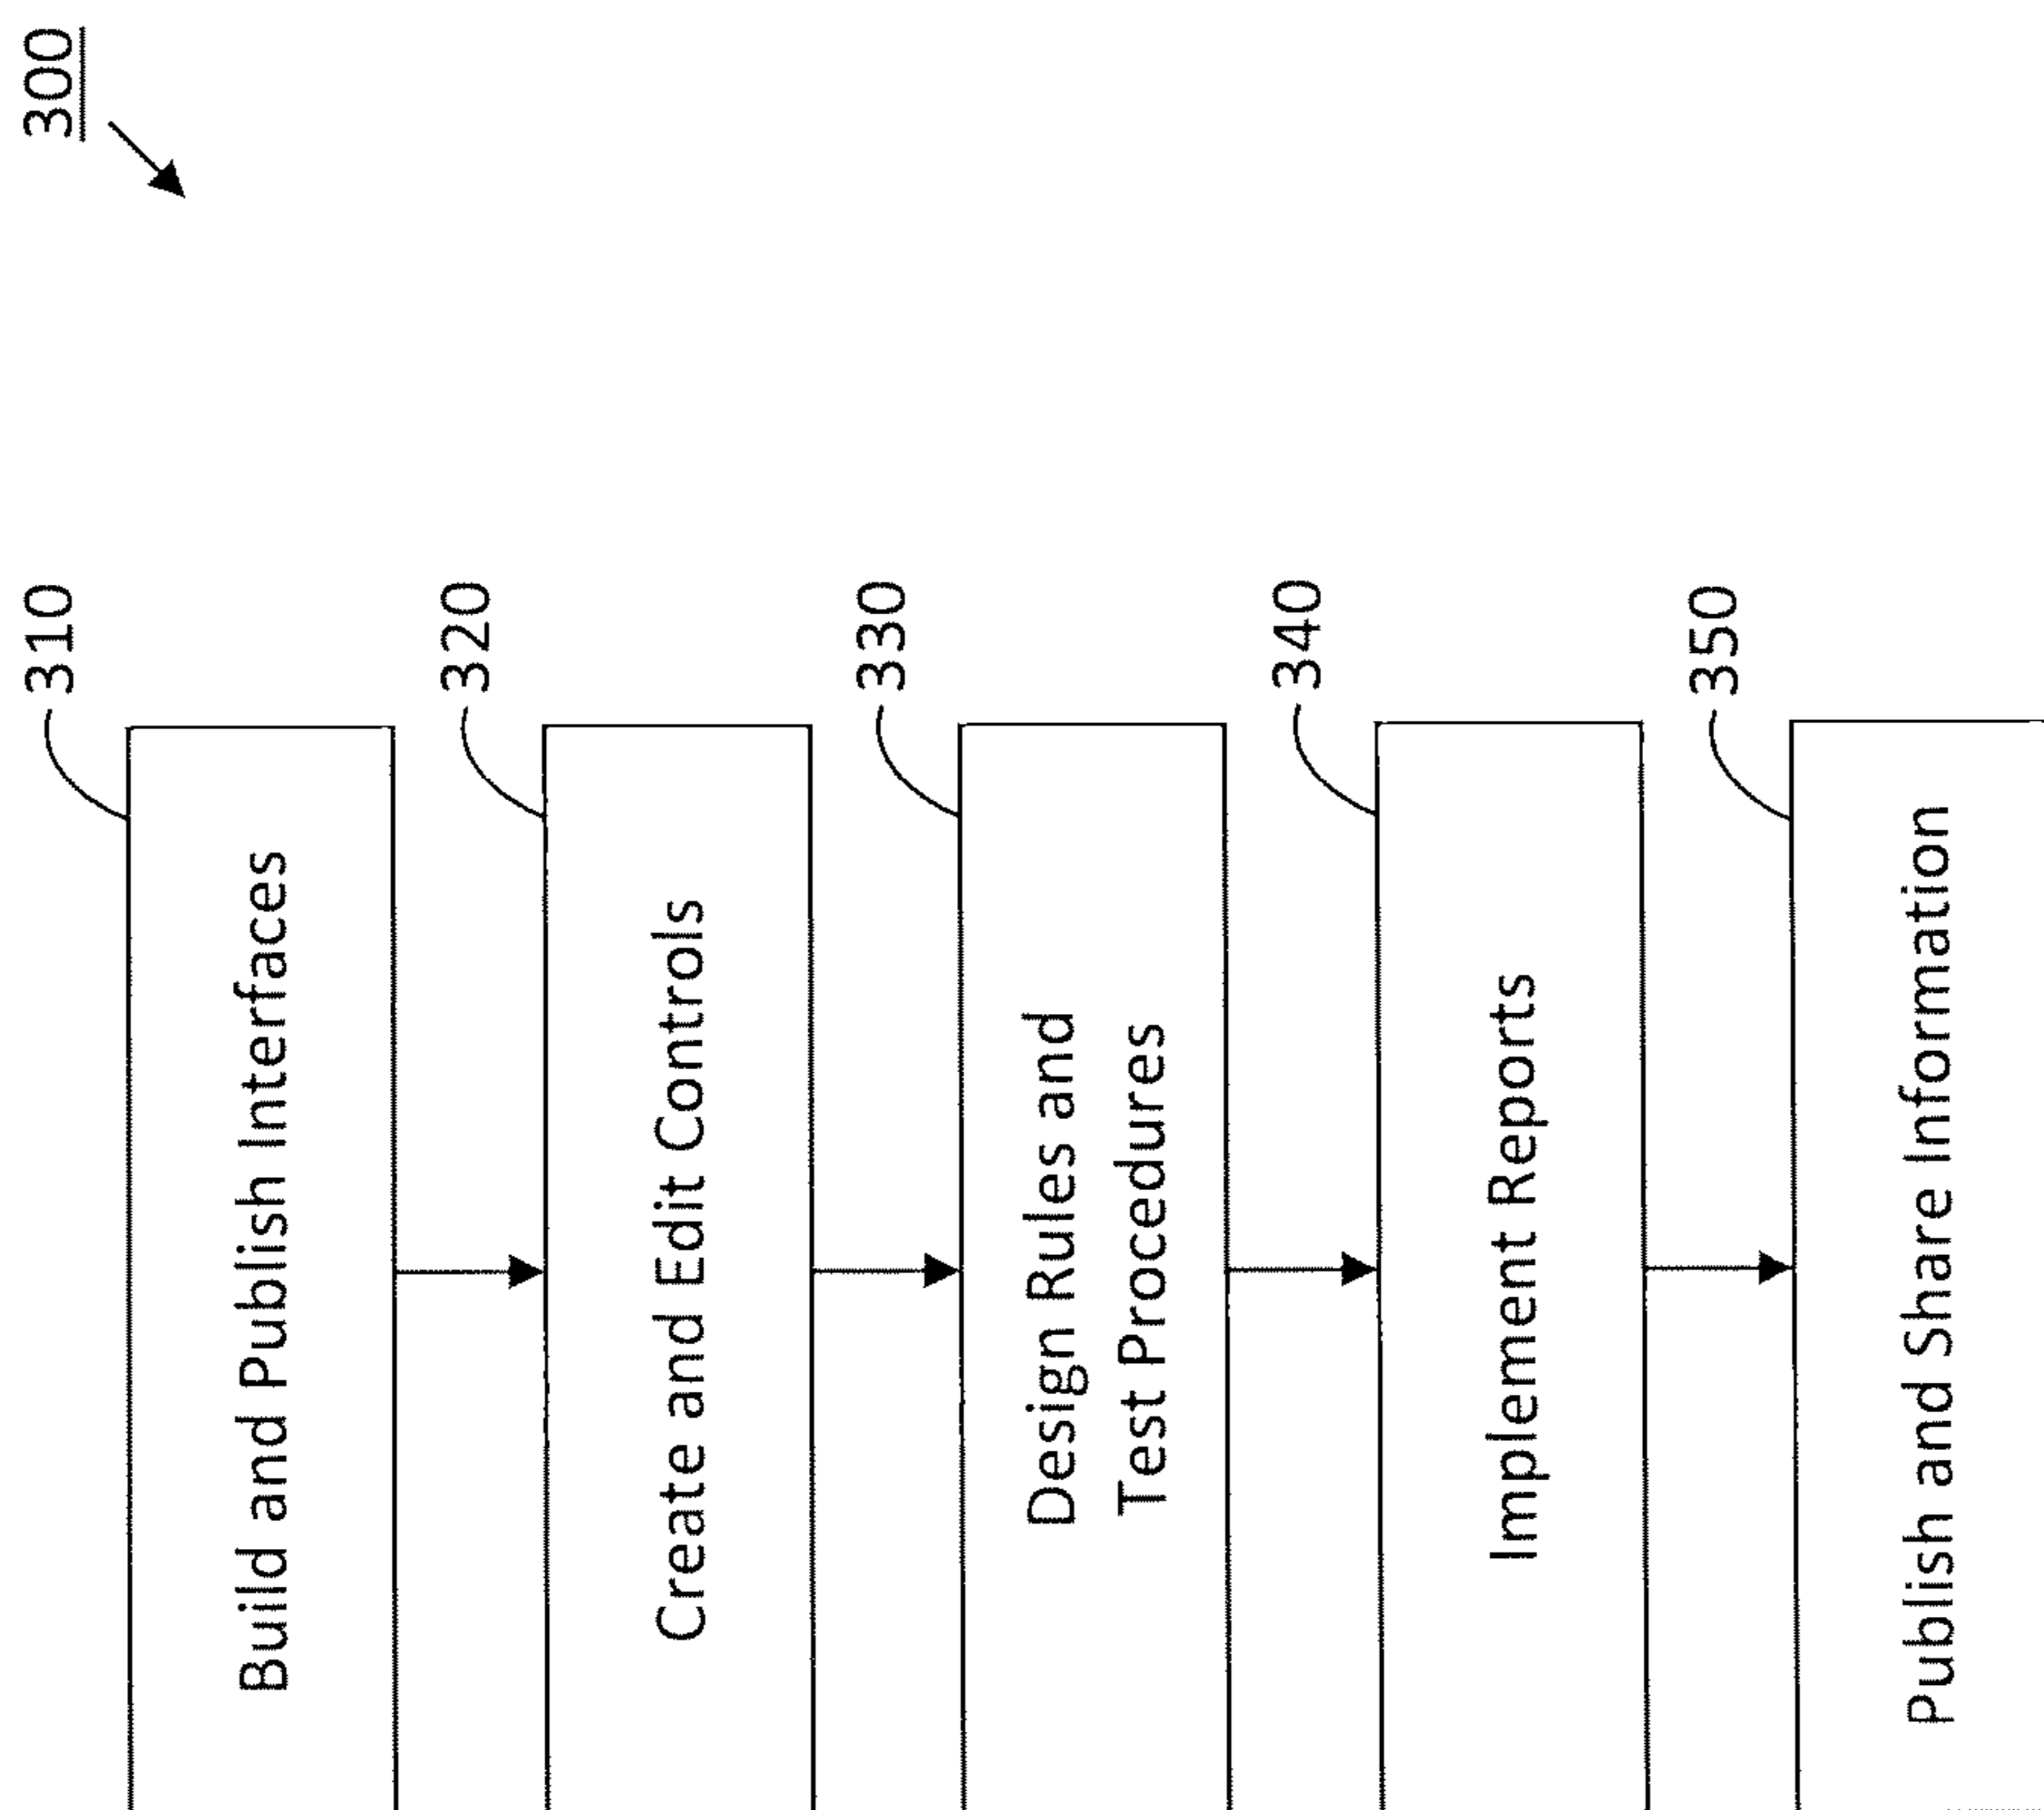 300
310
Build and Publish Interfaces
320
Create and Edit Controls
330
Design Rules and
Test Procedures
340
Implement Reports
350
Publish and Share Information